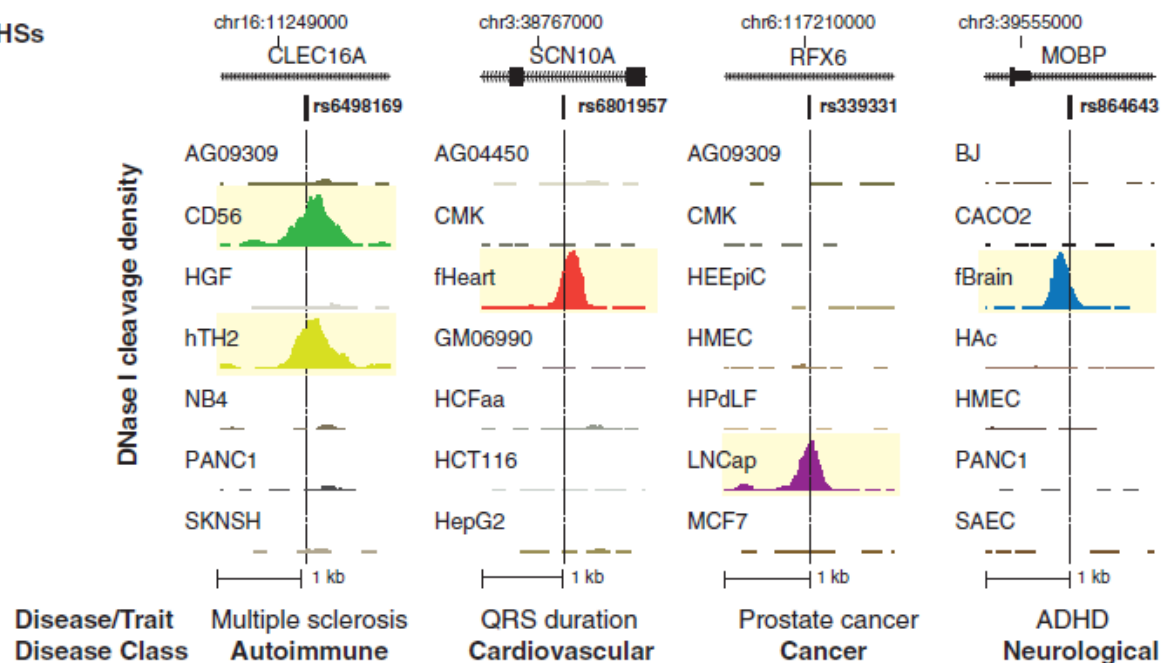 HSs
chr16:11249000 chr3:38767000 chr6:117210000 chr3:39555000
CLEC16A SCN10A RFX6 MOBP
rs6498169 rs6801957 rs339331 rs864643
DNase I cleavage density
AG09309 AG04450 AG09309 BJ
CD56 CMK CMK CACO2
HGF fHeart HEEpiC fBrain
hTH2 GM06990 HMEC HAc
NB4 HCFaa HPdLF HMEC
PANC1 HCT116 LNCap PANC1
SKNSH HepG2 MCF7 SAEC
1 kb 1 kb 1 kb 1 kb
Disease/Trait Multiple sclerosis QRS duration Prostate cancer ADHD
Disease Class Autoimmune Cardiovascular Cancer Neurological